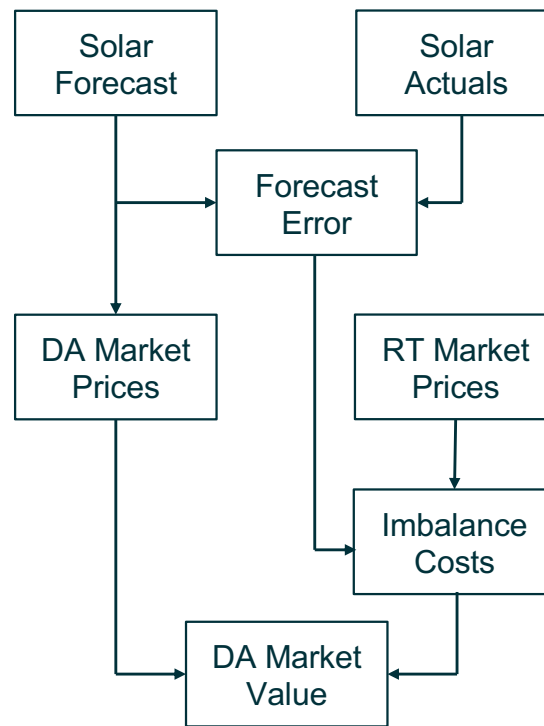 Solar
Forecast
Solar
Actuals
Forecast
Error
DA Market
Prices
RT Market
Prices
Imbalance
Costs
DA Market
Value